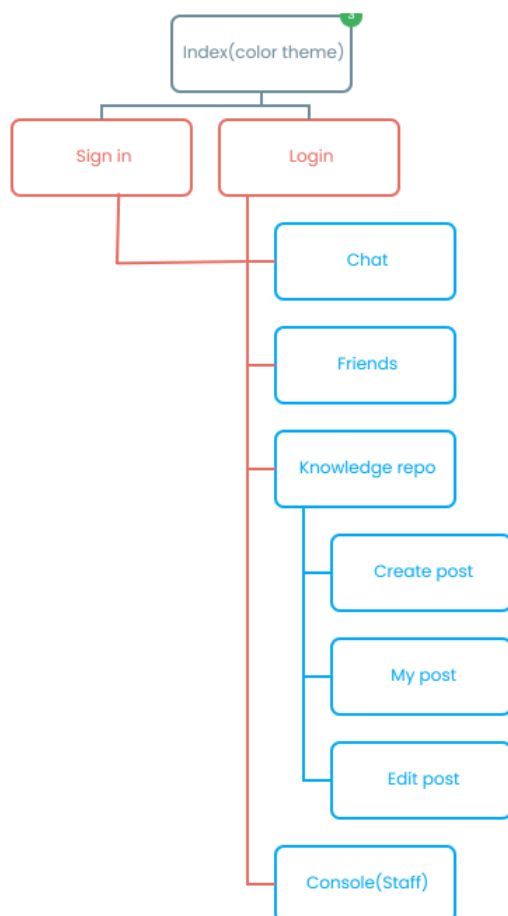 3
Index(color theme)
Sign in
Login
Chat
Friends
Knowledge repo
Create post
My post
Edit post
Console(Staff)